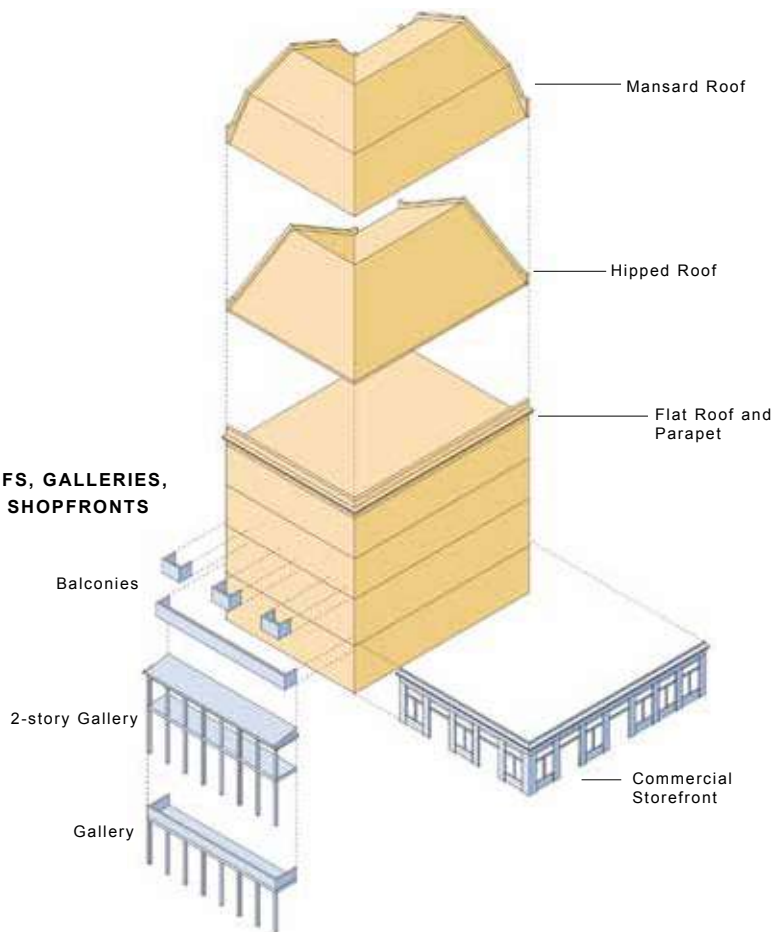 Mansard Roof
Hipped Roof
Flat Roof and
Parapet
FS, GALLERIES,
SHOPFRONTS
Balconies
2-story Gallery
Commercial
Storefront
Gallery